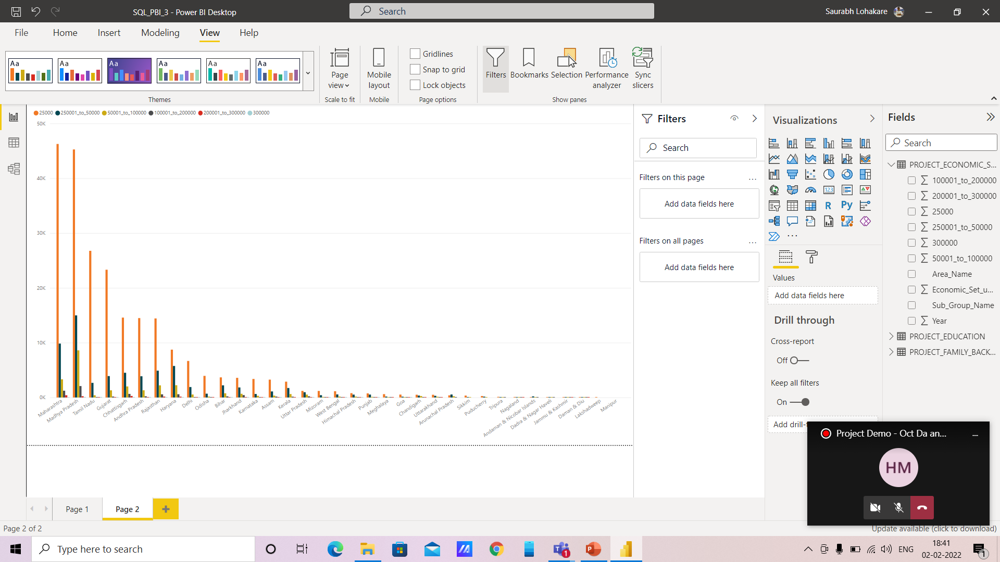 SQL_PBI_3 - Power BI Desktop
Search
Saurabh Lohakare
File
Home
Insert
Modeling
View
Help
Aa
Aa
Aa
Aa
Aa
Aa
Themes
Page
view
Scale to fit
Mobile
layout
Mobile
Gridlines
Snap to grid
Lock objects
Page options
Filters
Bookmarks
Selection
Performance
analyzer
Sync
slicers
Show panes
25000
250001_to_50000
50001_to_100000
100001_to_200000
200001_to_300000
300000
50K
40K
30K
20K
10K
0K
Maharashtra
Madhya Pradesh
Tamil Nadu
Gujarat
Chhattisgarh
Andhra Pradesh
Rajasthan
Haryana
Delhi
Odisha
Bihar
Jharkhand
Karnataka
Assam
Kerala
Uttar Pradesh
Mizoram
West Bengal
Himachal Pradesh
Punjab
Meghalaya
Goa
Chandigarh
Uttarakhand
Arunachal Pradesh
Sikkim
Puducherry
Tripura
Nagaland
Andaman & Nicobar Islands
Dadra & Nagar Haveli
Jammu & Kashmir
Daman & Diu
Lakshadweep
Manipur
Filters
Search
Filters on this page
...
Add data fields here
Filters on all pages
...
Add data fields here
Visualizations
123
R
Py
...
Values
Add data fields here
Drill through
Cross-report
Off
Keep all filters
On
Add drill-
Fields
Search
PROJECT_ECONOMIC_S...
100001_to_200000
200001_to_300000
25000
250001_to_50000
300000
50001_to_100000
Area_Name
Economic_Set_u...
Sub_Group_Name
Year
PROJECT_EDUCATION
PROJECT_FAMILY_BACK...
Project Demo - Oct Da an...
HM
Page 1
Page 2
+
Page 2 of 2
Update available (click to download)
Type here to search
1
ENG
18:41
02-02-2022
1